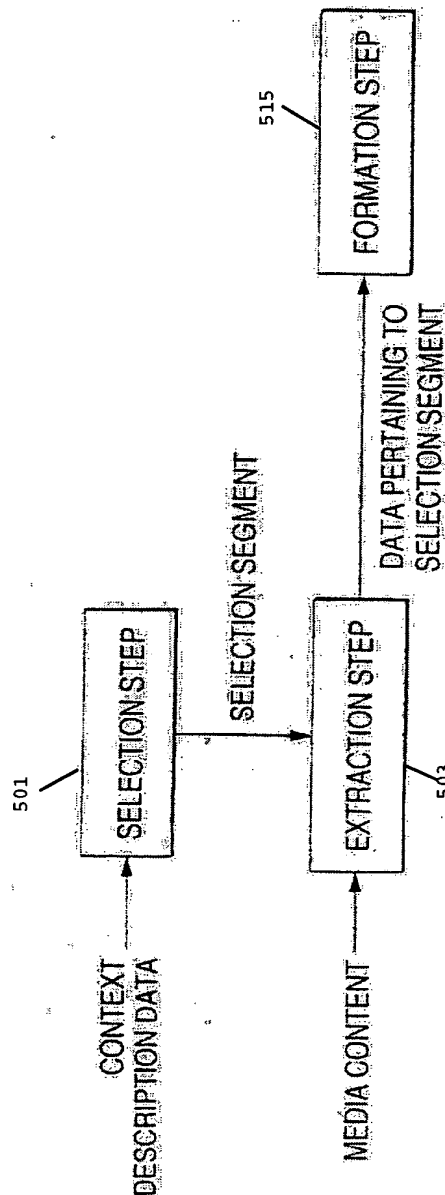 501
CONTEXT
DESCRIPTION DATA
SELECTION STEP
SELECTION SEGMENT
MEDIA CONTENT
EXTRACTION STEP
503
DATA PERTAINING TO
SELECTION SEGMENT
515
FORMATION STEP